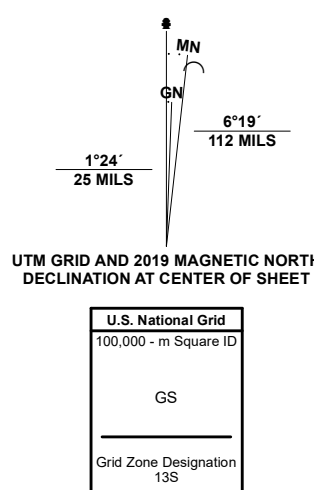 MN
GN
6°19´
112 MILS
1°24´
25 MILS
UTM GRID AND 2019 MAGNETIC NORTH
DECLINATION AT CENTER OF SHEET
U.S. National Grid
100,000 - m Square ID
GS
Grid Zone Designation
13S